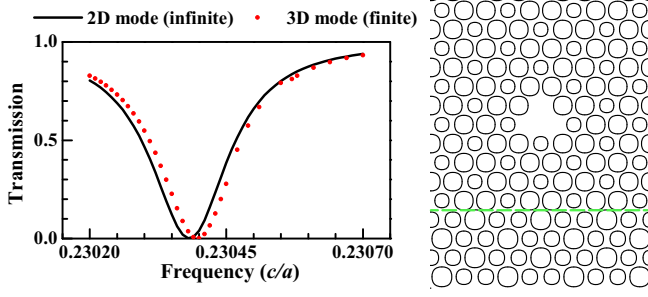 2D mode (infinite) 3D mode (finite)
1.0
0.5
0.0
Transmission
0.23020 0.23045 0.23070
Frequency (c/a)